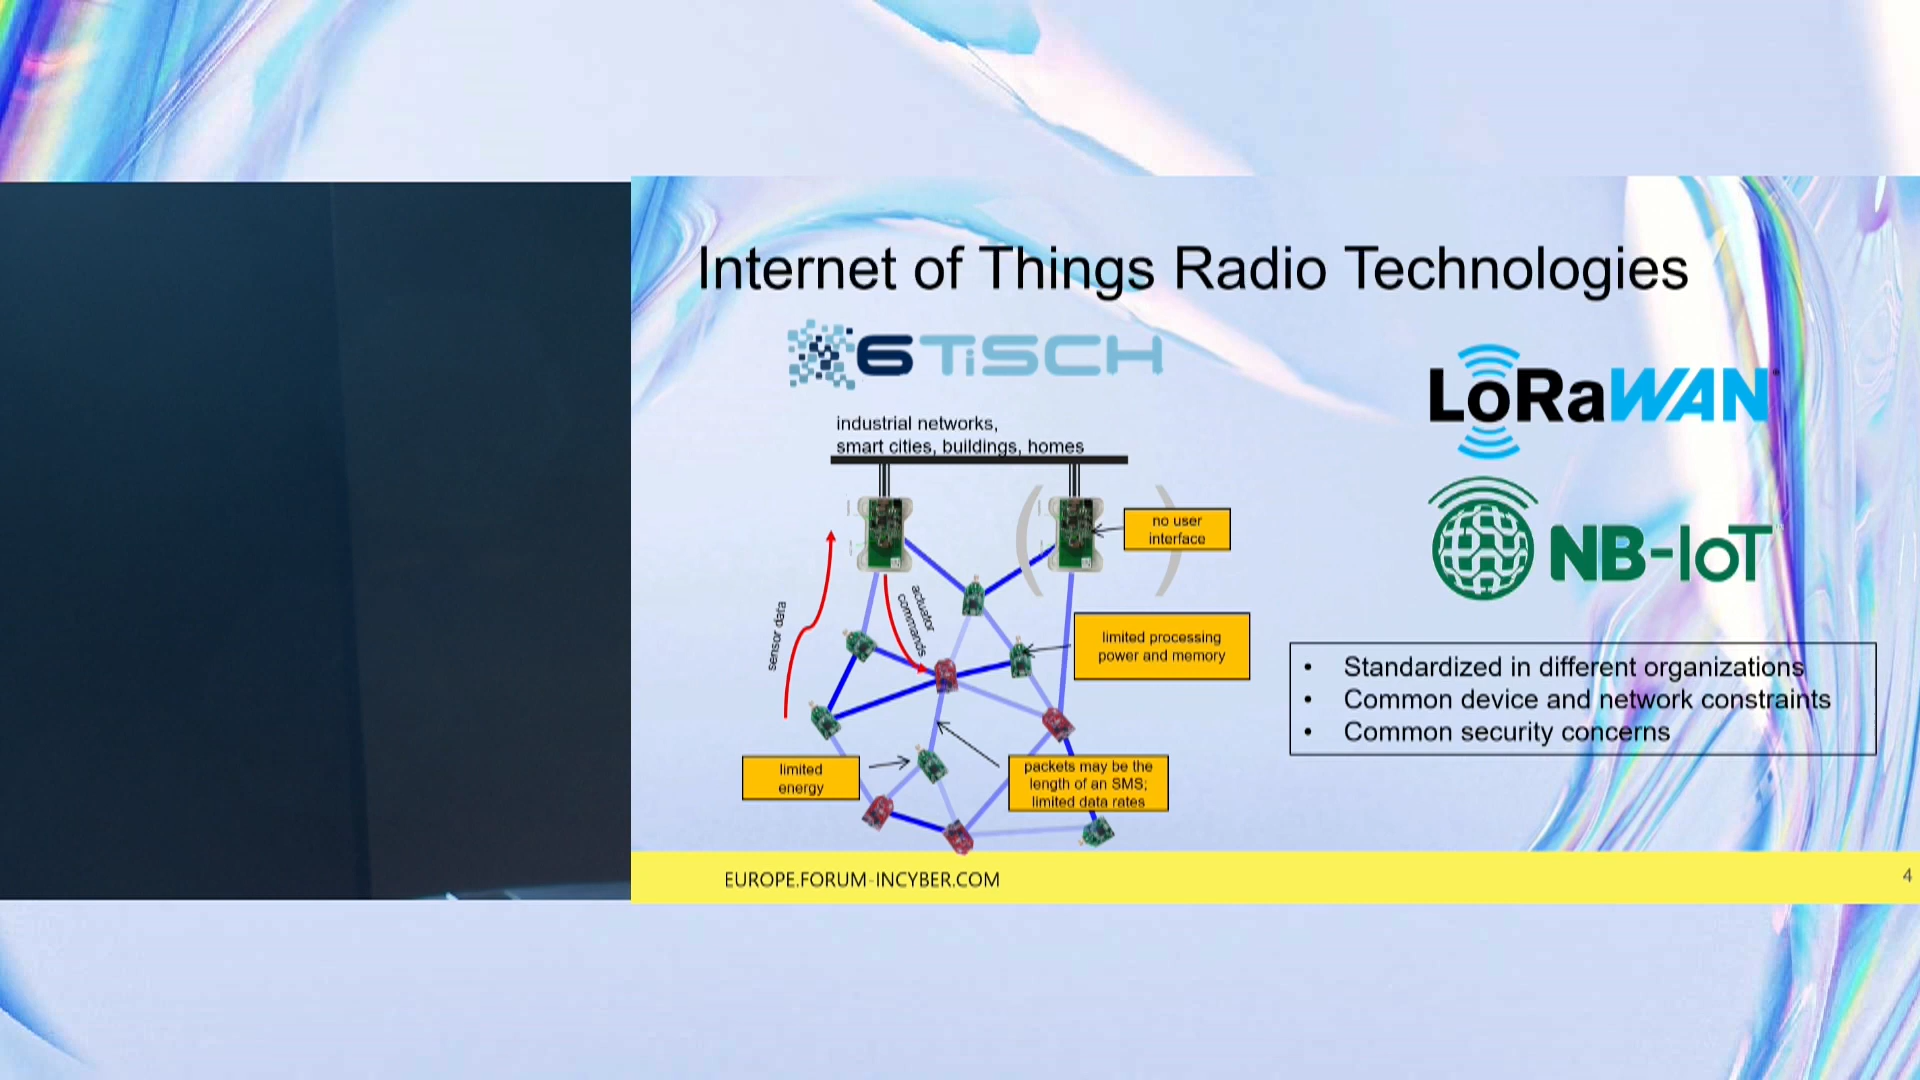 Internet of Things Radio Technologies
6TiSCH
industrial networks,
smart cities, buildings, homes
no user
interface
sensor data
actuator
commands
limited processing
power and memory
limited
energy
packets may be the
length of an SMS;
limited data rates
LoRaWAN
NB-IoT
• Standardized in different organizations
• Common device and network constraints
• Common security concerns
EUROPE.FORUM-INCYBER.COM
4